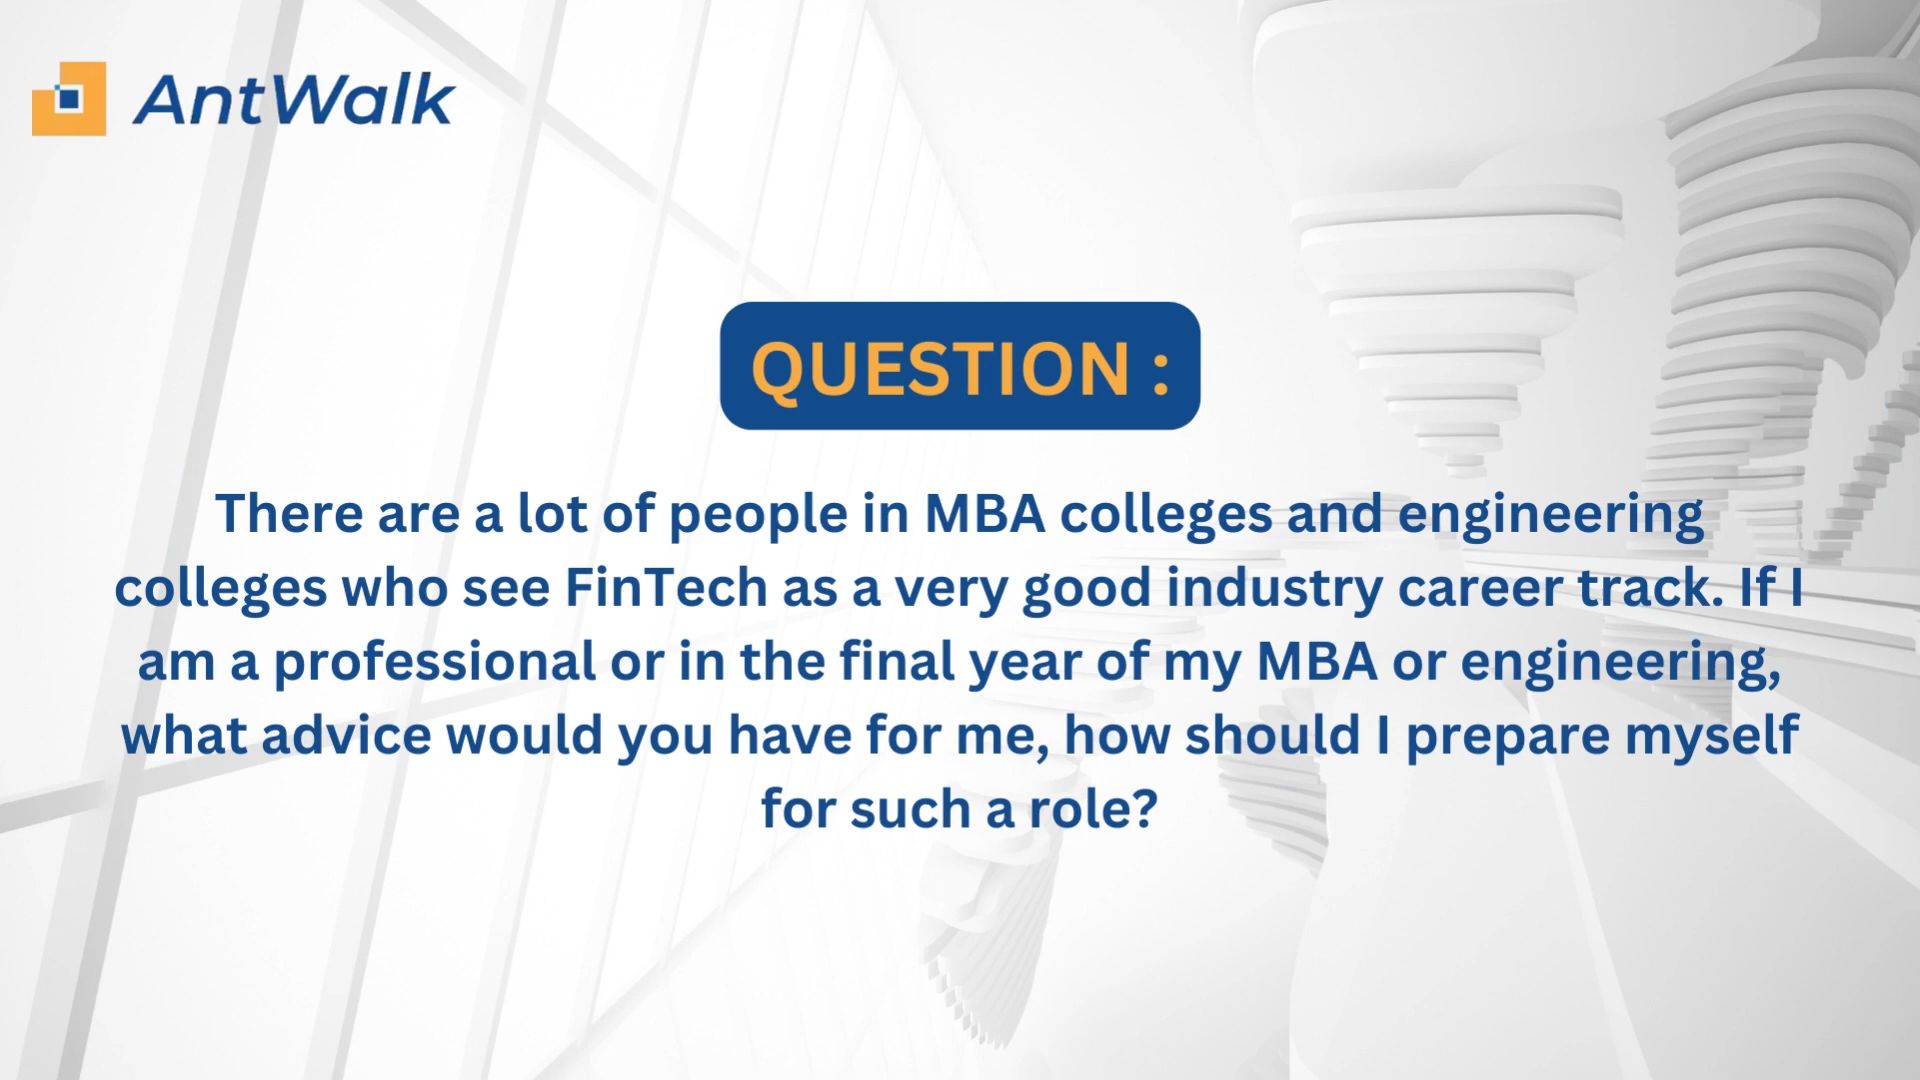 AntWalk
QUESTION :
There are a lot of people in MBA colleges and engineering
colleges who see FinTech as a very good industry career track. If I
am a professional or in the final year of my MBA or engineering,
what advice would you have for me, how should I prepare myself
for such a role?